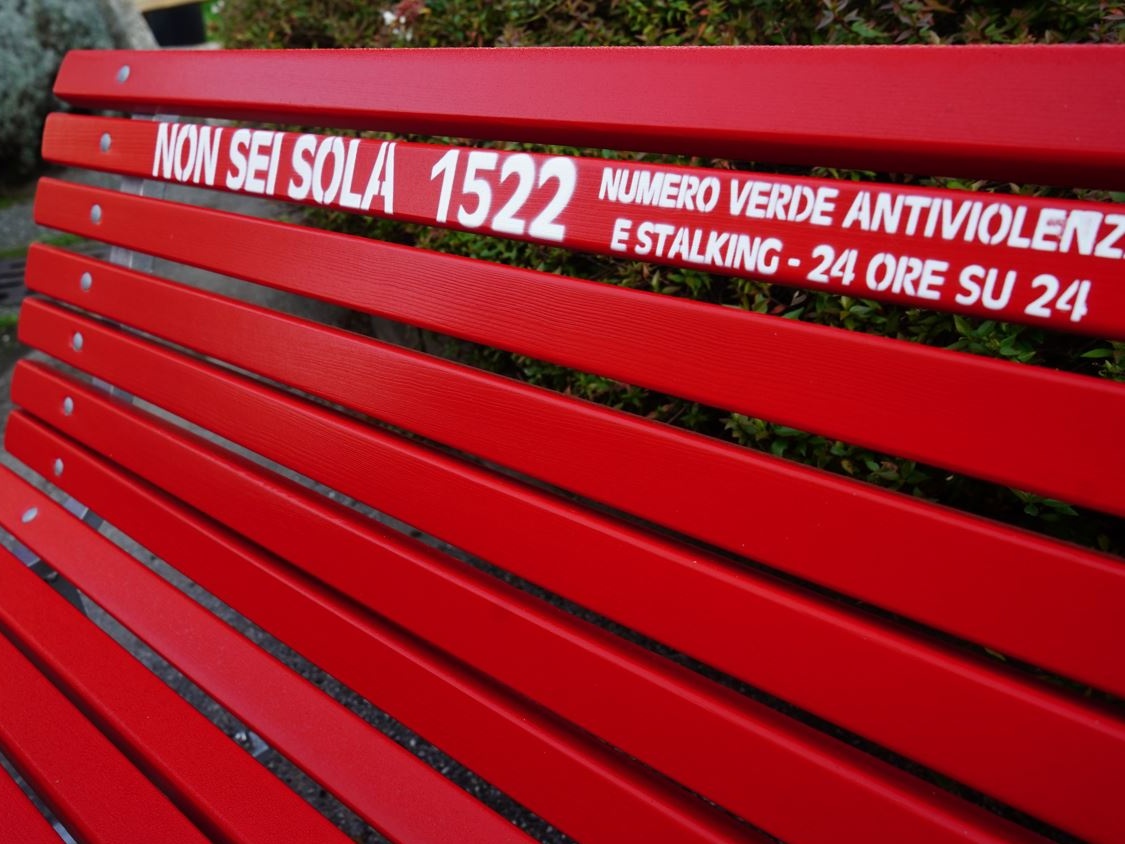 NON SEI SOLA 1522
NUMERO VERDE ANTIVIOLENZ
E STALKING - 24 ORE SU 24